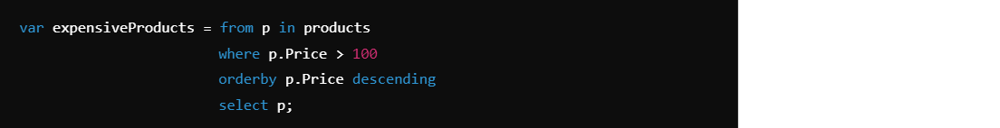 var expensiveProducts = from p in products
where p.Price > 100
orderby p.Price descending
select p;